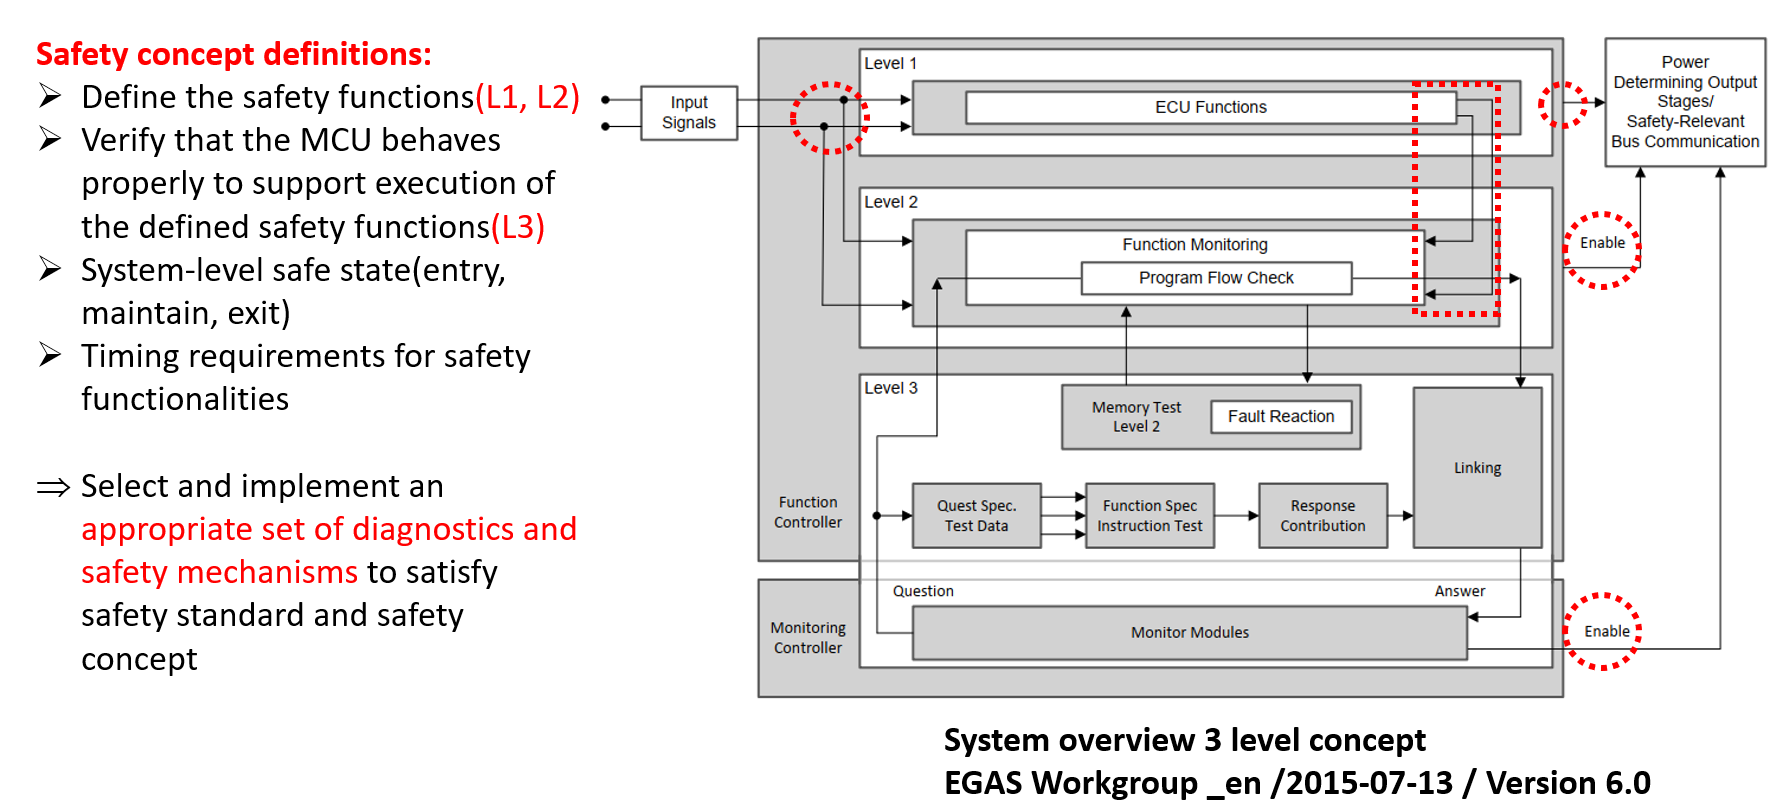 Safety concept definitions:
➢ Define the safety functions(L1, L2)
➢ Verify that the MCU behaves
properly to support execution of
the defined safety functions(L3)
➢ System-level safe state(entry,
maintain, exit)
➢ Timing requirements for safety
functionalities
⇒ Select and implement an
appropriate set of diagnostics and
safety mechanisms to satisfy
safety standard and safety
concept
Input
Signals
Level 1
ECU Functions
Power
Determining Output
Stages/
Safety-Relevant
Bus Communication
Level 2
Function Monitoring
Program Flow Check
Enable
Level 3
Memory Test
Level 2
Fault Reaction
Linking
Function
Controller
Quest Spec.
Test Data
Function Spec
Instruction Test
Response
Contribution
Question
Answer
Monitoring
Controller
Monitor Modules
Enable
System overview 3 level concept
EGAS Workgroup _en /2015-07-13 / Version 6.0